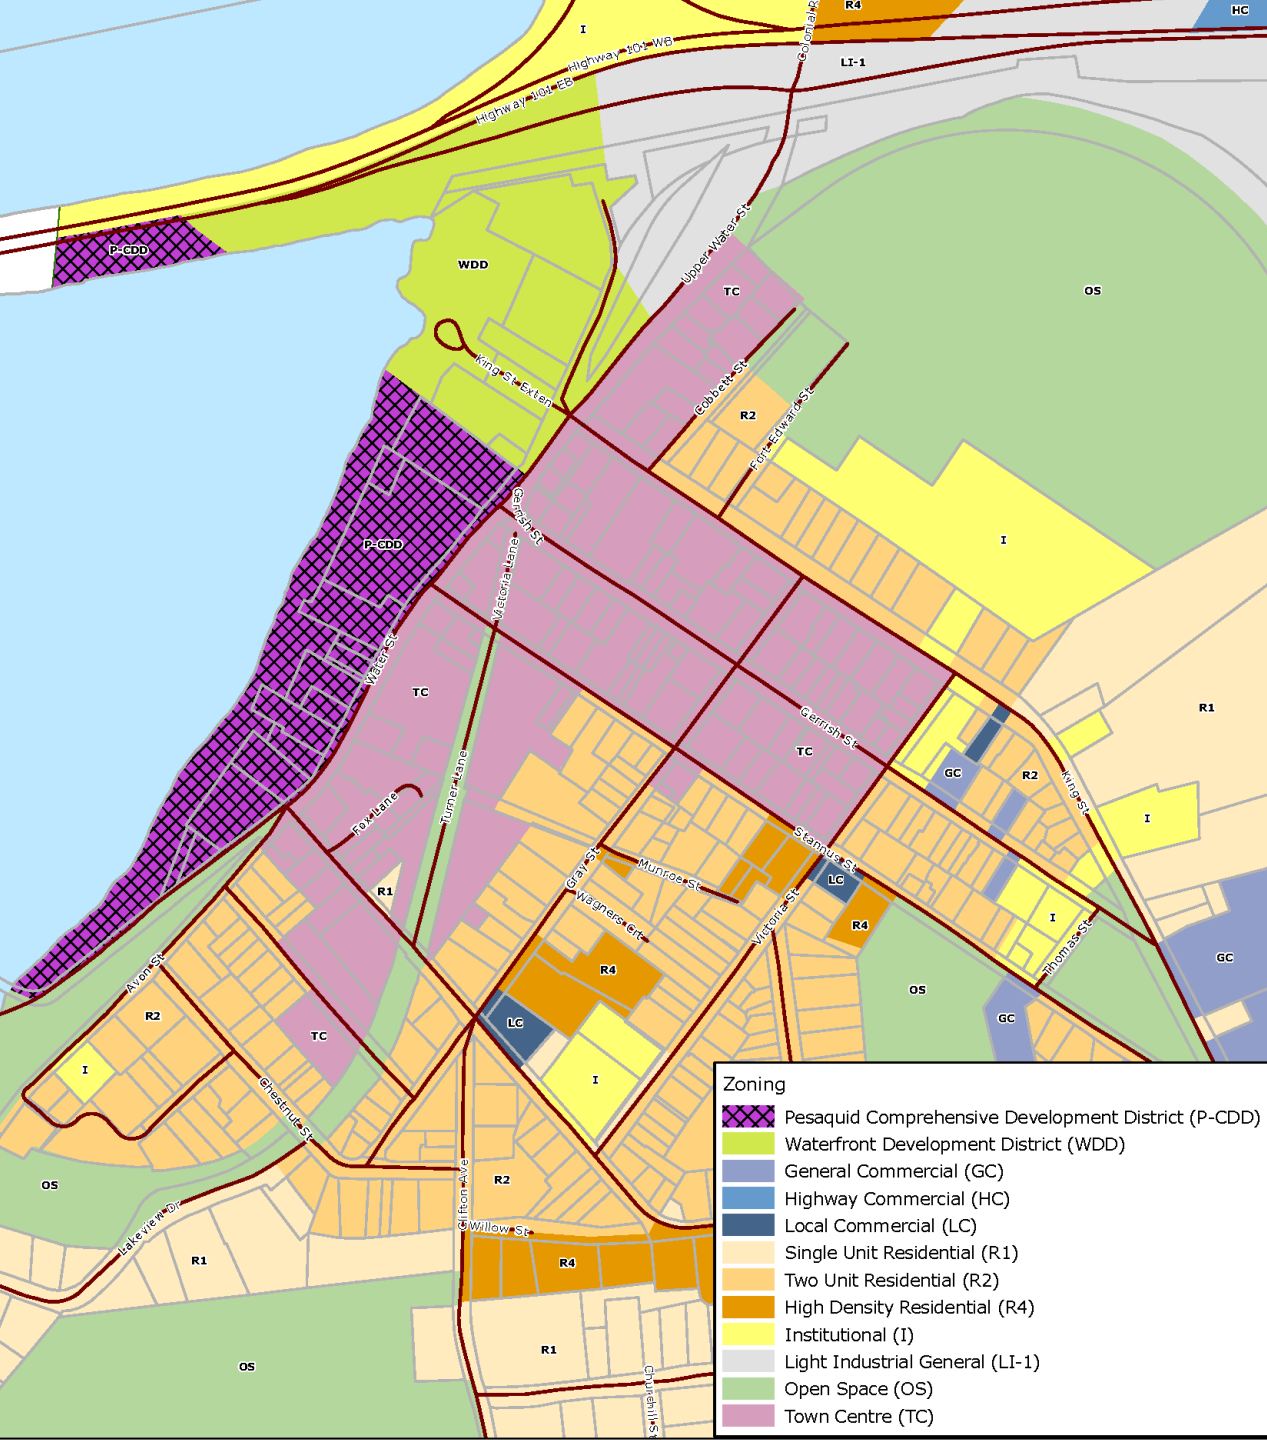 R4
HC
I
Colonial R
Highway 101 WB
LI-1
Highway 101 EB
Upper Water St
P-CDD
WDD
TC
OS
King St Exten
Cobbett St
R2
Fort Edward St
Gerrish St
P-CDD
I
Victoria Lane
Water St
TC
R1
Gerrish St
TC
GC
R2
King St
Turner Lane
Fox Lane
I
Stannus St
Gray St
Munroe St
LC
R1
Wagners Crt
Victoria St
R4
I
Thomas St
GC
Avon St
R4
OS
R2
LC
GC
TC
I
I
Chestnut St
OS
R2
Clifton Ave
Lakeview Dr
Willow St
R1
R4
R1
OS
Churchill St
Zoning
Pesaquid Comprehensive Development District (P-CDD)
Waterfront Development District (WDD)
General Commercial (GC)
Highway Commercial (HC)
Local Commercial (LC)
Single Unit Residential (R1)
Two Unit Residential (R2)
High Density Residential (R4)
Institutional (I)
Light Industrial General (LI-1)
Open Space (OS)
Town Centre (TC)